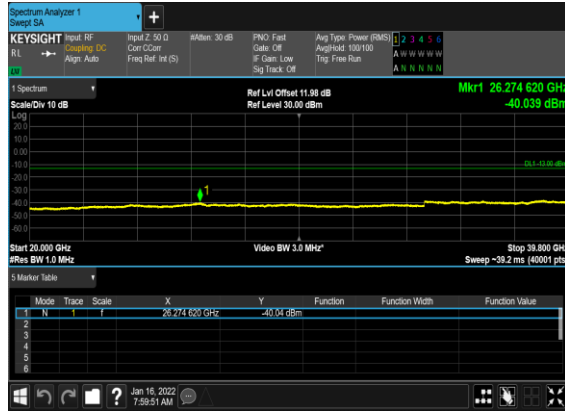 Spectrum Analyzer 1
Swept SA
+
KEYSIGHT Input: RF Input Z: 50 Ω #Atten: 30 dB PNO: Fast Avg Type: Power (RMS) 1 2 3 4 5 6
RL Coupling: DC Corr CCorr Gate: Off Avg|Hold: 100/100 A W W W W W
Align: Auto Freq Ref: Int (S) IF Gain: Low Trig: Free Run
Sig Track: Off A N N N N N
1 Spectrum Ref Lvl Offset 11.98 dB Mkr1 26.274 620 GHz
Scale/Div 10 dB Ref Level 30.00 dBm -40.039 dBm
Log
20.0
10.0
0.00
-10.0 DL1 -13.00 dBm
-20.0
-30.0
1
-40.0
-50.0
-60.0
Start 20.000 GHz Video BW 3.0 MHz* Stop 39.800 GHz
#Res BW 1.0 MHz Sweep ~39.2 ms (40001 pts)
5 Marker Table
Mode Trace Scale X Y Function Function Width Function Value
1 N 1 f 26.274 620 GHz -40.04 dBm
2
3
4
5
6
? Jan 16, 2022
7:59:51 AM